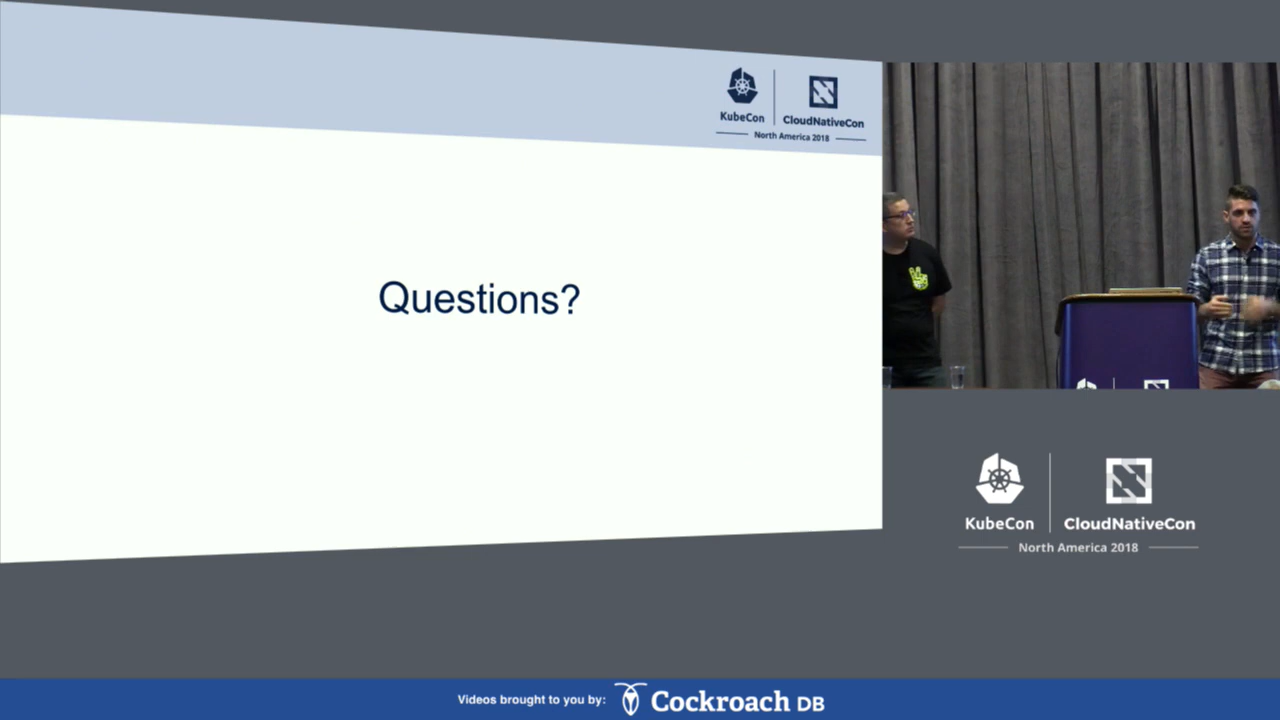 KubeCon
CloudNativeCon
North America 2018
Questions?
KubeCon
CloudNativeCon
North America 2018
Videos brought to you by:
Cockroach DB